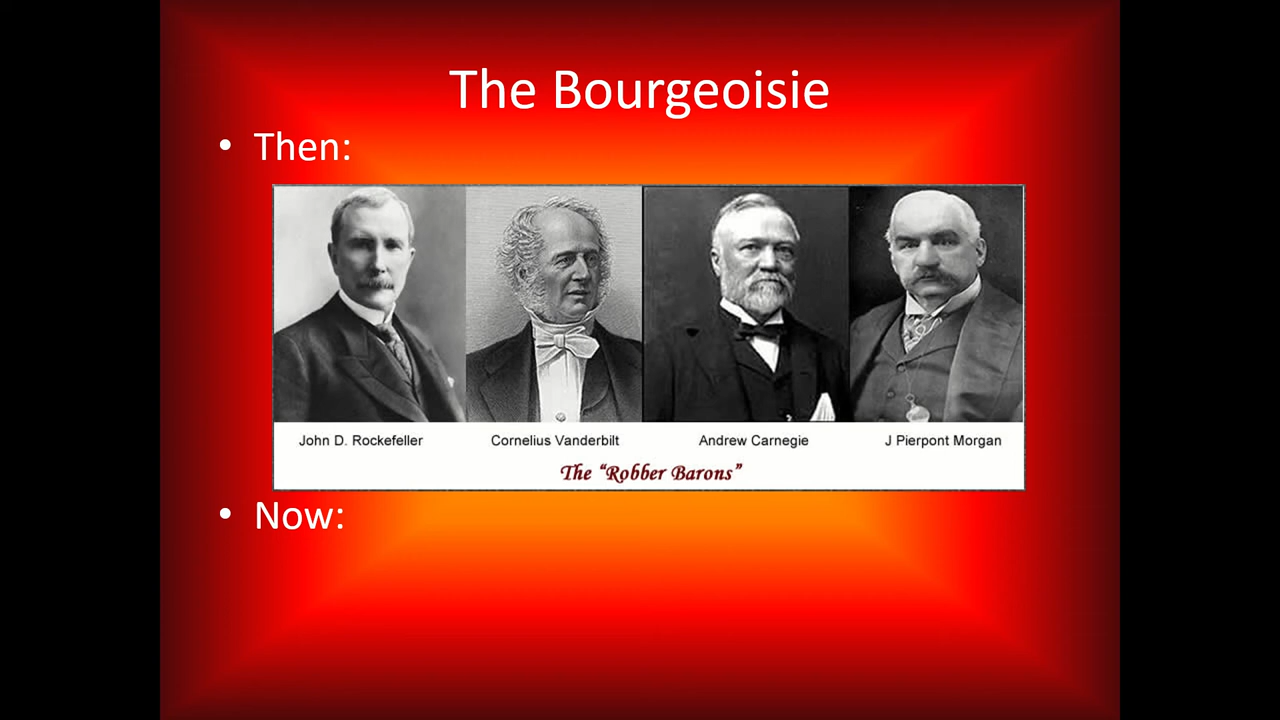 The Bourgeoisie
• Then:
John D. Rockefeller Cornelius Vanderbilt Andrew Carnegie J Pierpont Morgan
The “Robber Barons”
• Now: